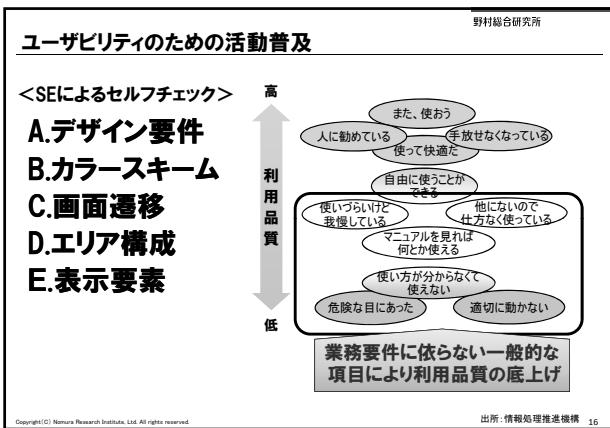 野村総合研究所
ユーザビリティのための活動普及
＜SEによるセルフチェック＞
A.デザイン要件
B.カラースキーム
C.画面遷移
D.エリア構成
E.表示要素
高
利用品質
低
また、使おう
人に勧めている
手放せなくなっている
使って快適だ
自由に使うことが
できる
使いづらいけど
我慢している
他にないので
仕方なく使っている
マニュアルを見れば
何とか使える
使い方が分からなくて
使えない
危険な目にあった
適切に動かない
業務要件に依らない一般的な
項目により利用品質の底上げ
Copyright(C) Nomura Research Institute, Ltd. All rights reserved.
出所：情報処理推進機構
16